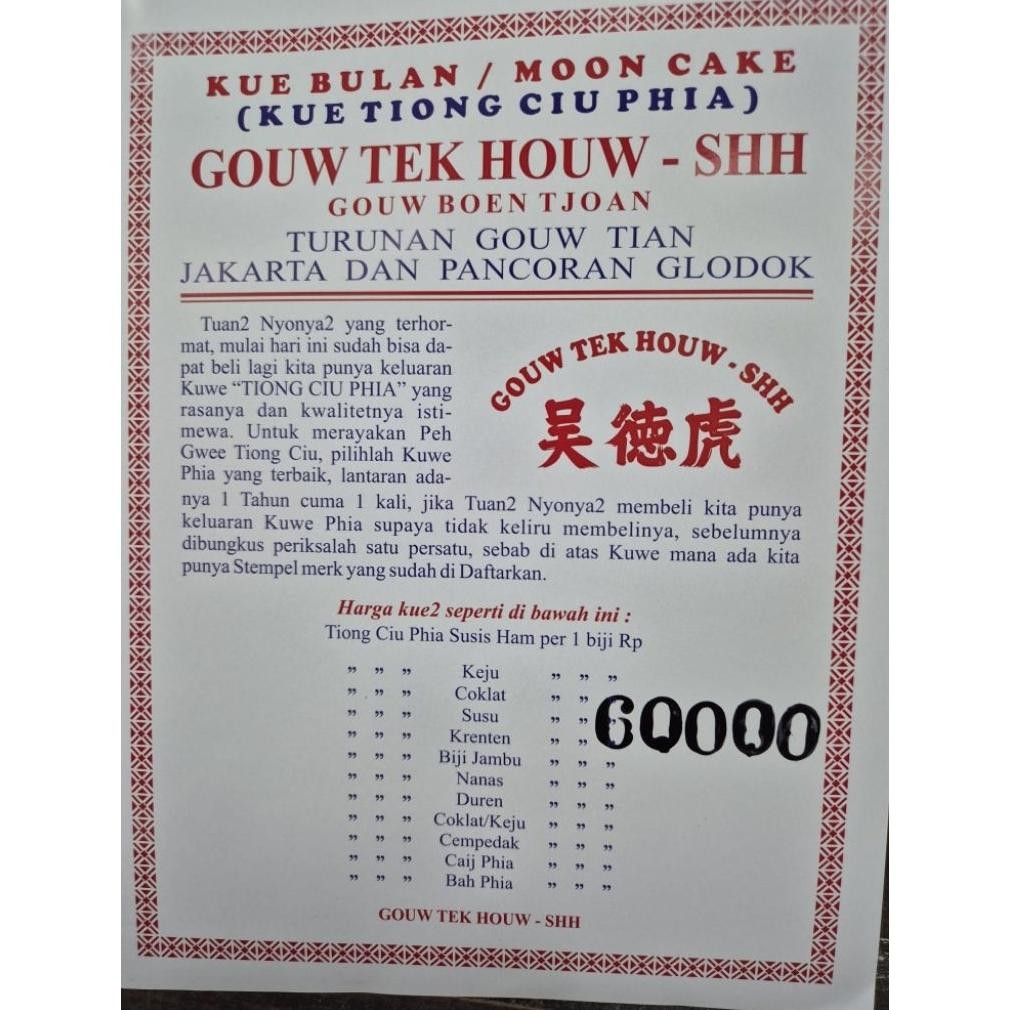 KUE BULAN / MOON CAKE
(KUE TIONG CIU PHIA)
GOUW TEK HOUW - SHH
GOUW BOEN TJOAN
TURUNAN GOUW TIAN
JAKARTA DAN PANCORAN GLODOK
Tuan2 Nyonya2 yang terhor-
mat, mulai hari ini sudah bisa da-
pat beli lagi kita punya keluaran
Kuwe “TIONG CIU PHIA” yang
rasanya dan kwalitetnya isti-
mewa. Untuk merayakan Peh
Gwee Tiong Ciu, pilihlah Kuwe
Phia yang terbaik, lantaran ada-
GOUW TEK HOUW - SHH
吴德虎
nya 1 Tahun cuma 1 kali, jika Tuan2 Nyonya2 membeli kita punya
keluaran Kuwe Phia supaya tidak keliru membelinya, sebelumnya
dibungkus periksalah satu persatu, sebab di atas Kuwe mana ada kita
punya Stempel merk yang sudah di Daftarkan.
Harga kue2 seperti di bawah ini :
Tiong Ciu Phia Susis Ham per 1 biji Rp
” ” ” Keju ” ” ”
” ” ” Coklat ” ”
” ” ” Susu ” ”
” ” ” Krenten ” ”
60000
” ” ” Biji Jambu ” ” ”
” ” ” Nanas ” ” ”
” ” ” Duren ” ” ”
” ” ” Coklat/Keju ” ” ”
” ” ” Cempedak ” ” ”
” ” ” Caij Phia ” ” ”
” ” ” Bah Phia ” ” ”
GOUW TEK HOUW - SHH